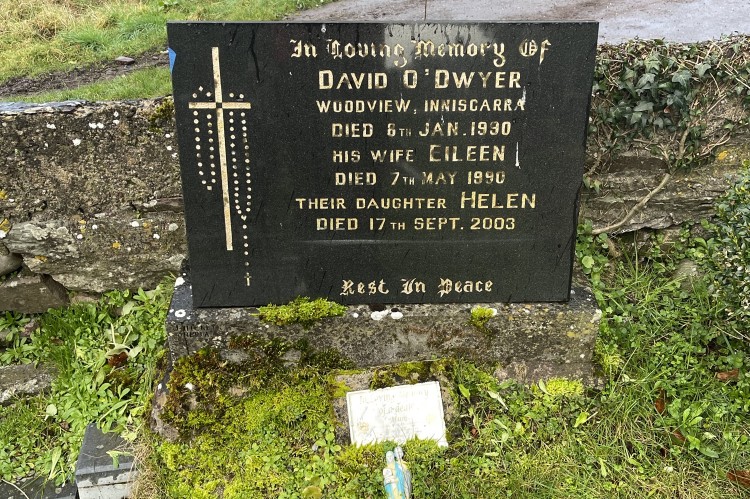 In Loving Memory Of
DAVID O'DWYER
WOODVIEW, INNISCARRA
DIED 8TH JAN. 1990
HIS WIFE EILEEN
DIED 7TH MAY 1990
THEIR DAUGHTER HELEN
DIED 17TH SEPT. 2003
Rest In Peace